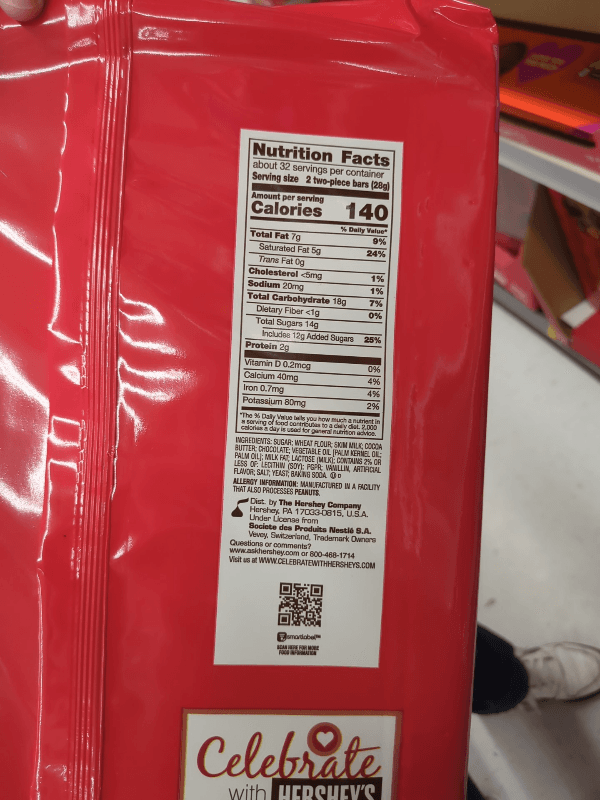 Nutrition Facts
about 32 servings per container
Serving size 2 two-piece bars (28g)
Amount per serving
Calories 140
% Daily Value*
Total Fat 7g 9%
Saturated Fat 5g 24%
Trans Fat 0g
Cholesterol <5mg 1%
Sodium 20mg 1%
Total Carbohydrate 18g 7%
Dietary Fiber <1g 0%
Total Sugars 14g
Includes 12g Added Sugars 25%
Protein 2g
Vitamin D 0.2mcg 0%
Calcium 40mg 4%
Iron 0.7mg 4%
Potassium 80mg 2%
*The % Daily Value tells you how much a nutrient in
a serving of food contributes to a daily diet. 2,000
calories a day is used for general nutrition advice.
INGREDIENTS: SUGAR; WHEAT FLOUR; SKIM MILK; COCOA
BUTTER; CHOCOLATE; VEGETABLE OIL [PALM KERNEL OIL;
PALM OIL]; MILK FAT; LACTOSE (MILK); CONTAINS 2% OR
LESS OF: LECITHIN (SOY); PGPR; VANILLIN, ARTIFICIAL
FLAVOR; SALT; YEAST; BAKING SODA. Ⓤ D
ALLERGY INFORMATION: MANUFACTURED IN A FACILITY
THAT ALSO PROCESSES PEANUTS.
Dist. by The Hershey Company
Hershey, PA 17033-0815, U.S.A.
Under License from
Societe des Produits Nestlé S.A.
Vevey, Switzerland, Trademark Owners
Questions or comments?
www.askhershey.com or 800-468-1714
Visit us at WWW.CELEBRATEWITHHERSHEYS.COM
smartlabel™
SCAN HERE FOR MORE
FOOD INFORMATION
Celebrate
with HERSHEY'S